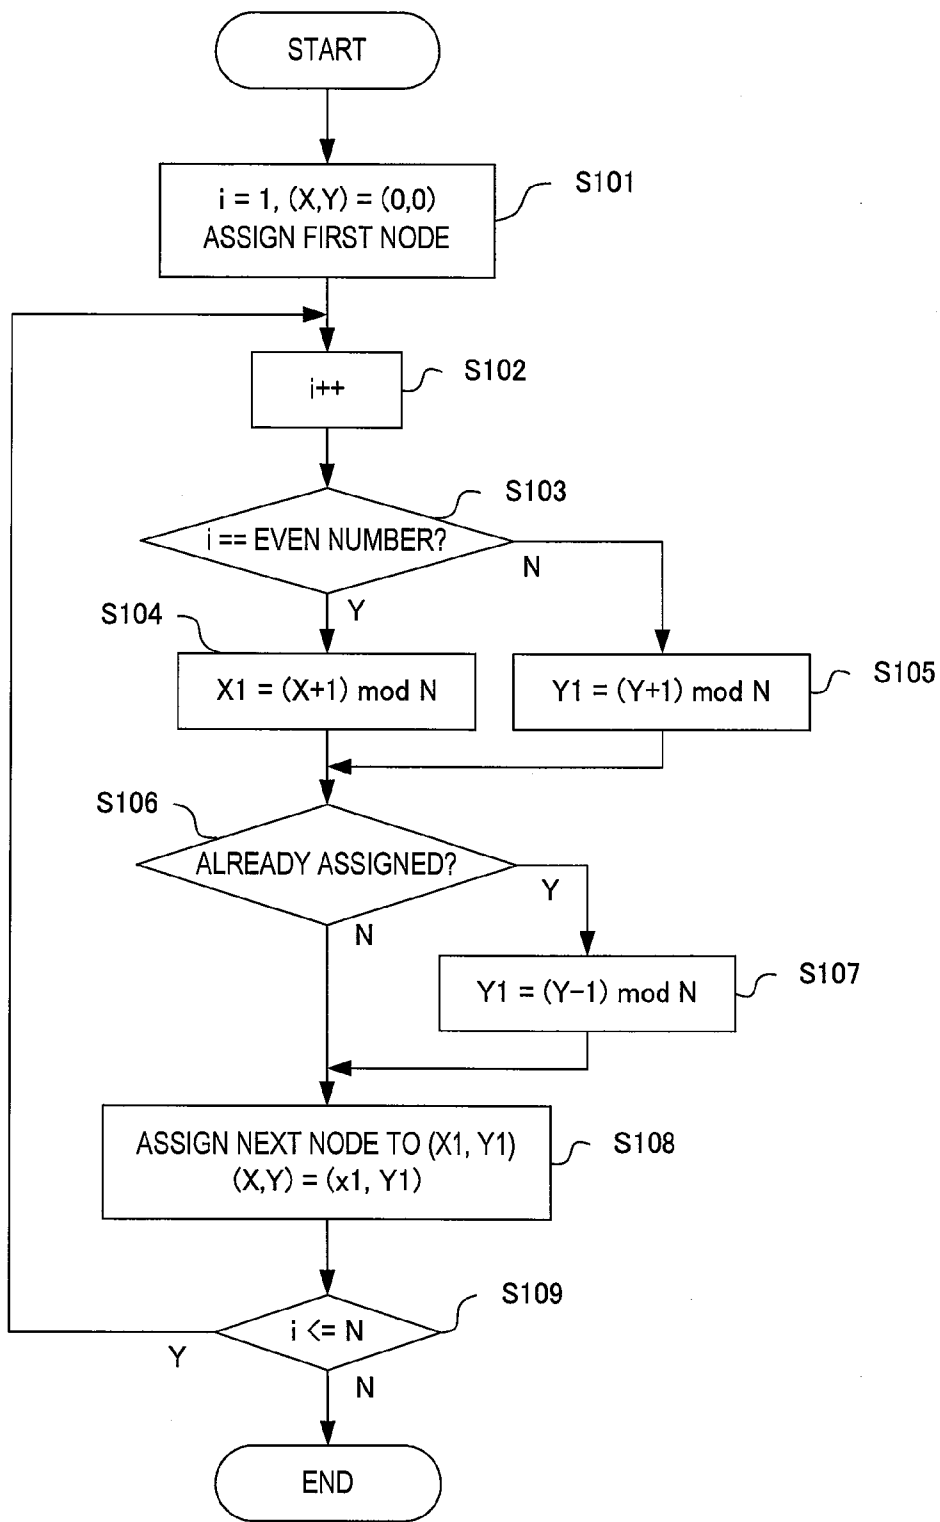 START
i = 1, (X,Y) = (0,0)
ASSIGN FIRST NODE
S101
i++
S102
S103
i == EVEN NUMBER?
N
Y
S104
X1 = (X+1) mod N
Y1 = (Y+1) mod N
S105
S106
ALREADY ASSIGNED?
Y
N
Y1 = (Y-1) mod N
S107
ASSIGN NEXT NODE TO (X1, Y1)
(X,Y) = (x1, Y1)
S108
S109
i <= N
Y
N
END